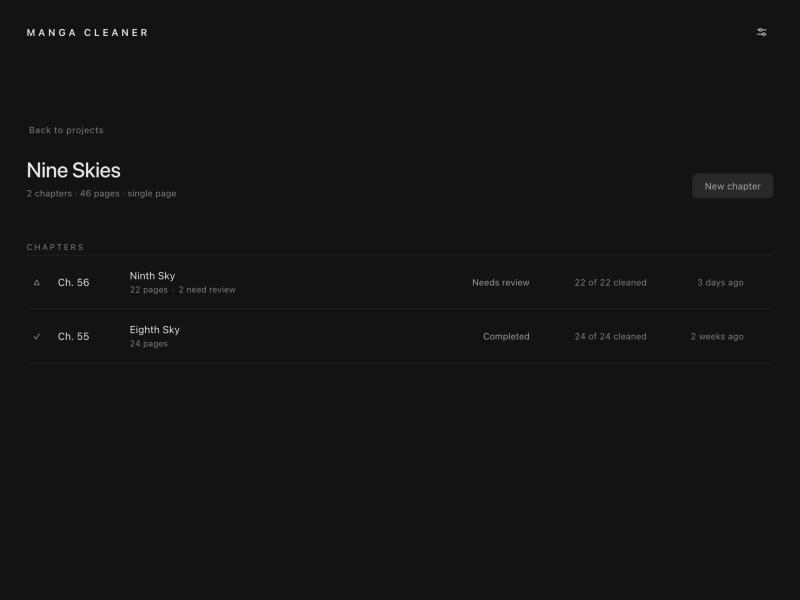 MANGA CLEANER
Back to projects
Nine Skies
2 chapters · 46 pages · single page
New chapter
CHAPTERS
Ch. 56
Ninth Sky
22 pages · 2 need review
Needs review
22 of 22 cleaned
3 days ago
Ch. 55
Eighth Sky
24 pages
Completed
24 of 24 cleaned
2 weeks ago